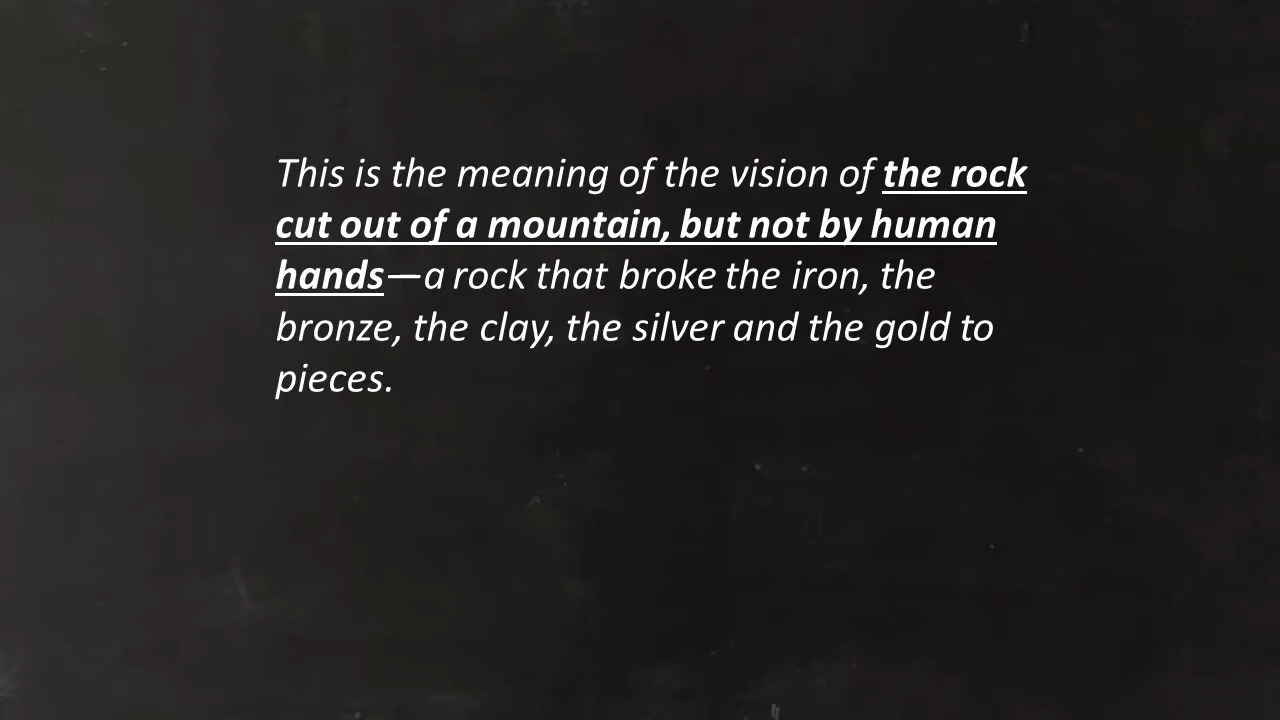 This is the meaning of the vision of the rock
cut out of a mountain, but not by human
hands—a rock that broke the iron, the
bronze, the clay, the silver and the gold to
pieces.